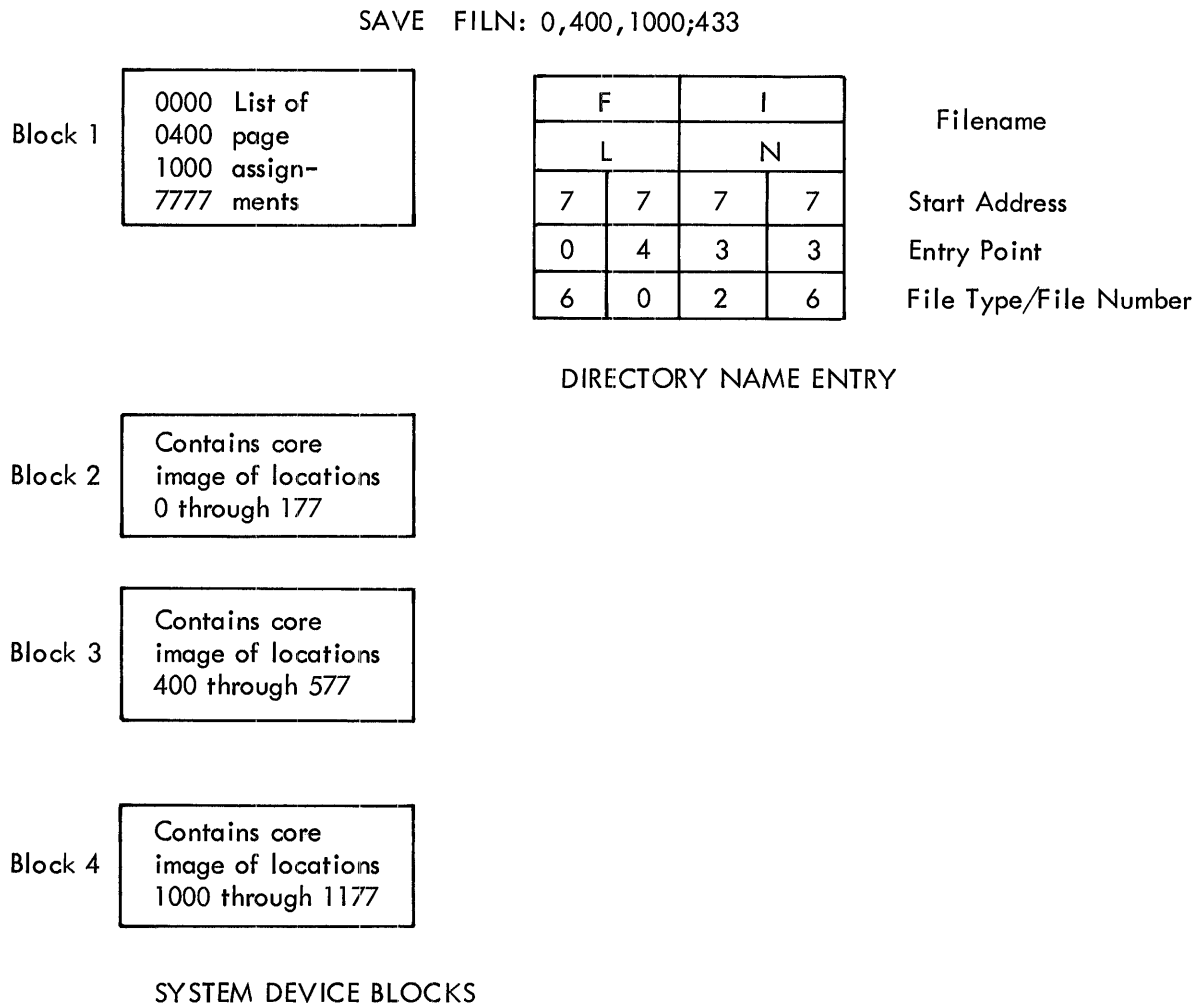 SAVE FILN: 0,400,1000;433
Block 1
0000 List of
0400 page
1000 assign-
7777 ments
F I
L N
7 7 7 7
0 4 3 3
6 0 2 6
Filename
Start Address
Entry Point
File Type/File Number
DIRECTORY NAME ENTRY
Block 2
Contains core
image of locations
0 through 177
Block 3
Contains core
image of locations
400 through 577
Block 4
Contains core
image of locations
1000 through 1177
SYSTEM DEVICE BLOCKS